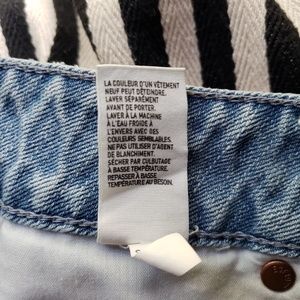 LA COULEUR D'UN VÊTEMENT
NEUF PEUT DÉTEINDRE.
LAVER SÉPARÉMENT
AVANT DE PORTER.
LAVER À LA MACHINE
À L'EAU FROIDE À
L'ENVERS AVEC DES
COULEURS SEMBLABLES.
NE PAS UTILISER D'AGENT
DE BLANCHIMENT.
SÉCHER PAR CULBUTAGE
À BASSE TEMPÉRATURE.
REPASSER À BASSE
TEMPÉRATURE AU BESOIN.